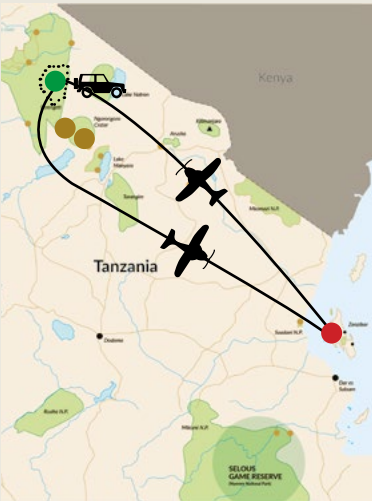 Kenya
Lake Natron
Ngorongoro
Crater
Kilimanjaro
Arusha
Lake
Manyara
Tarangire
Mkomazi N.P.
Tanzania
Zanzibar
Saadani N.P.
Dodoma
Dar es
Salaam
Ruaha N.P.
Mikumi N.P.
SELOUS
GAME RESERVE